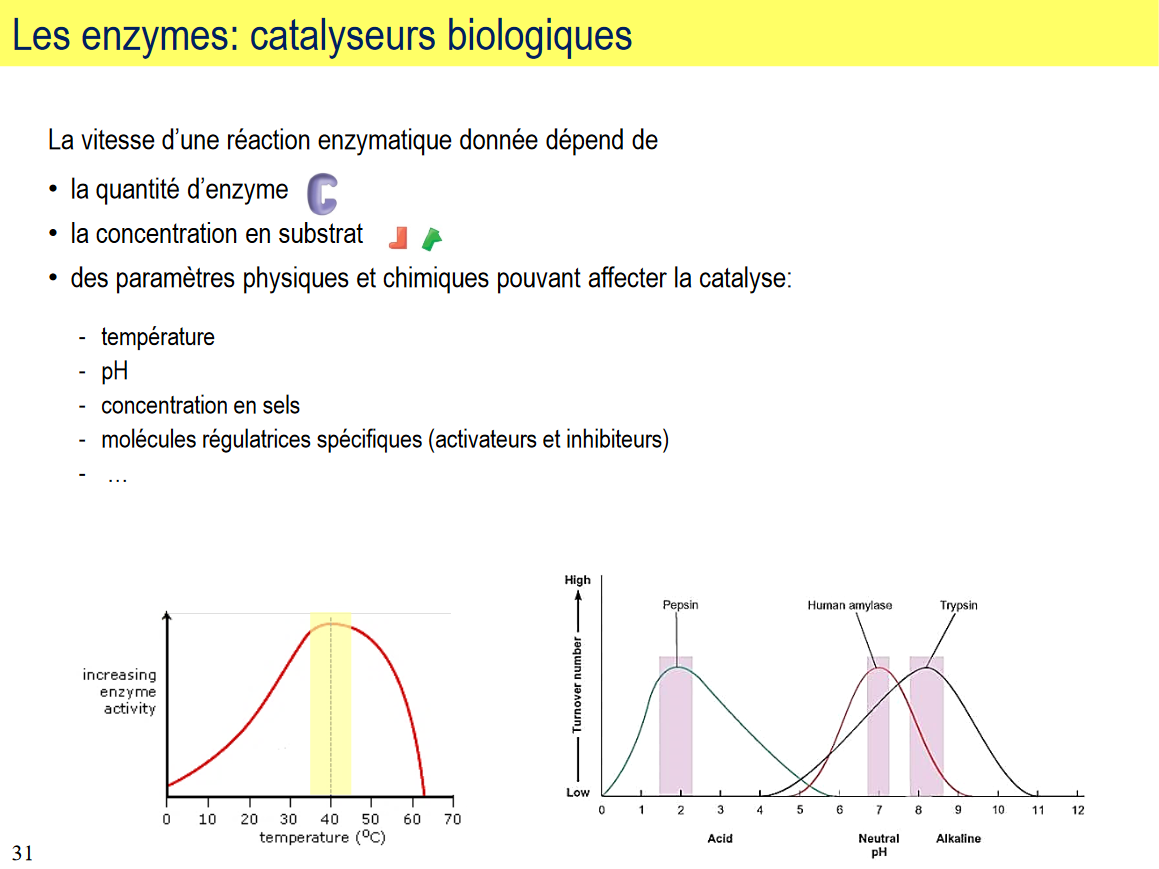 Les enzymes: catalyseurs biologiques
La vitesse d’une réaction enzymatique donnée dépend de
• la quantité d’enzyme
• la concentration en substrat
• des paramètres physiques et chimiques pouvant affecter la catalyse:
- température
- pH
- concentration en sels
- molécules régulatrices spécifiques (activateurs et inhibiteurs)
- …
increasing
enzyme
activity
0 10 20 30 40 50 60 70
temperature (ºC)
High
Turnover number
Low
Pepsin
Human amylase
Trypsin
0 1 2 3 4 5 6 7 8 9 10 11 12
Acid
Neutral
pH
Alkaline
31